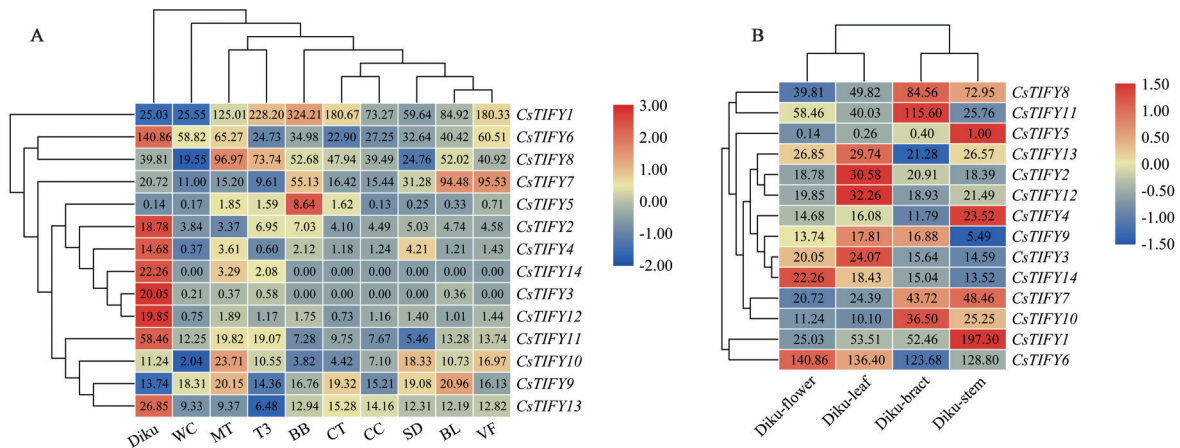 A
25.03 25.55 125.01 228.20 324.21 180.67 73.27 59.64 84.92 180.33 CsTIFY1
140.86 58.82 65.27 24.73 34.98 22.90 27.25 32.64 40.42 60.51 CsTIFY6
39.81 19.55 96.97 73.74 52.68 47.94 39.49 24.76 52.02 40.92 CsTIFY8
20.72 11.00 15.20 9.61 55.13 16.42 15.44 31.28 94.48 95.53 CsTIFY7
0.14 0.17 1.85 1.59 8.64 1.62 0.13 0.25 0.33 0.71 CsTIFY5
18.78 3.84 3.37 6.95 7.03 4.10 4.49 5.03 4.74 4.58 CsTIFY2
14.68 0.37 3.61 0.60 2.12 1.18 1.24 4.21 1.21 1.43 CsTIFY4
22.26 0.00 3.29 2.08 0.00 0.00 0.00 0.00 0.00 0.00 CsTIFY14
20.05 0.21 0.37 0.58 0.00 0.00 0.00 0.00 0.36 0.00 CsTIFY3
19.85 0.75 1.89 1.17 1.75 0.73 1.16 1.40 1.01 1.44 CsTIFY12
58.46 12.25 19.82 19.07 7.28 9.75 7.67 5.46 13.28 13.74 CsTIFY11
11.24 2.04 23.71 10.55 3.82 4.42 7.10 18.33 10.73 16.97 CsTIFY10
13.74 18.31 20.15 14.36 16.76 19.32 15.21 19.08 20.96 16.13 CsTIFY9
26.85 9.33 9.37 6.48 12.94 15.28 14.16 12.31 12.19 12.82 CsTIFY13
Diku WC MT T3 BB CT CC SD BL VF
3.00
2.00
1.00
0.00
-1.00
-2.00
B
39.81 49.82 84.56 72.95 CsTIFY8
58.46 40.03 115.60 25.76 CsTIFY11
0.14 0.26 0.40 1.00 CsTIFY5
26.85 29.74 21.28 26.57 CsTIFY13
18.78 30.58 20.91 18.39 CsTIFY2
19.85 32.26 18.93 21.49 CsTIFY12
14.68 16.08 11.79 23.52 CsTIFY4
13.74 17.81 16.88 5.49 CsTIFY9
20.05 24.07 15.64 14.59 CsTIFY3
22.26 18.43 15.04 13.52 CsTIFY14
20.72 24.39 43.72 48.46 CsTIFY7
11.24 10.10 36.50 25.25 CsTIFY10
25.03 53.51 52.46 197.30 CsTIFY1
140.86 136.40 123.68 128.80 CsTIFY6
Diku-flower Diku-leaf Diku-bract Diku-stem
1.50
1.00
0.50
0.00
-0.50
-1.00
-1.50